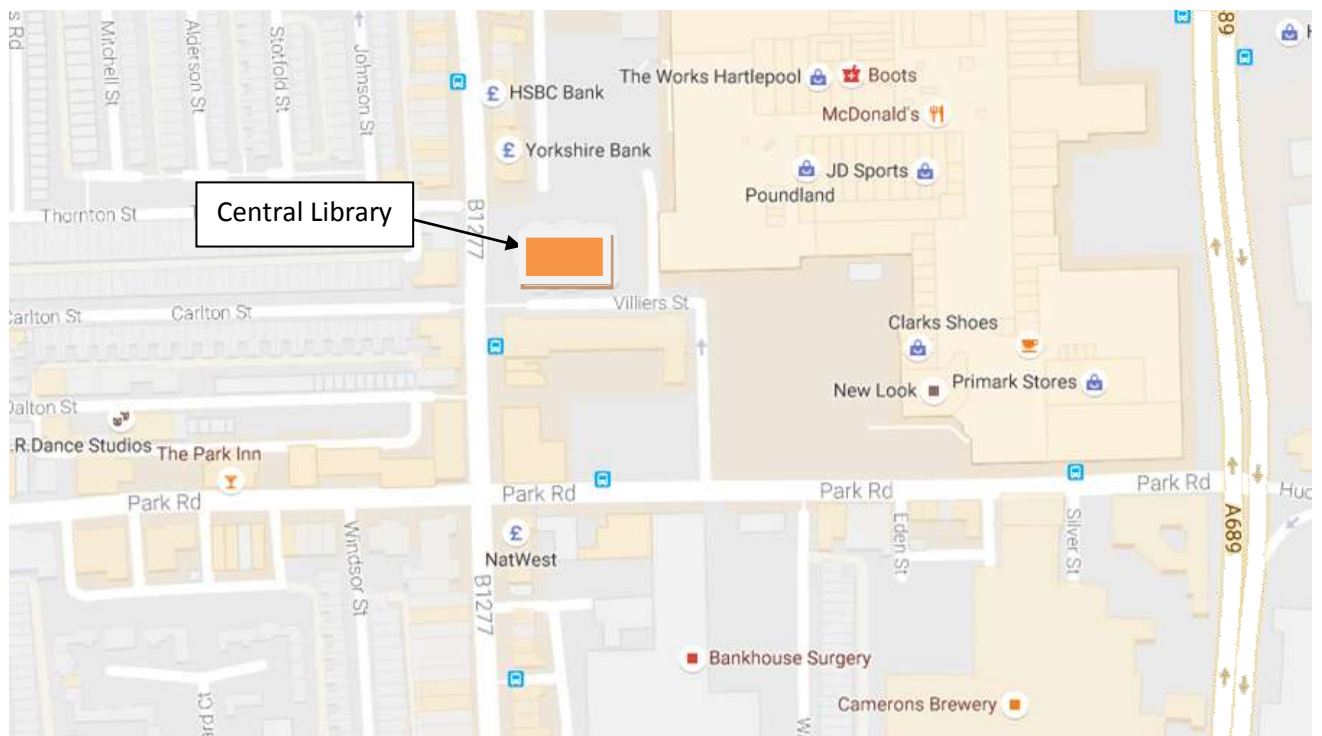 s Rd
Mitchell St
Alderson St
Stotfold St
Johnson St
689
H
The Works Hartlepool
Boots
£ HSBC Bank
McDonald's
£ Yorkshire Bank
JD Sports
Poundland
Thornton St
Central Library
B1277
Villiers St
Carlton St
Carlton St
Clarks Shoes
New Look
Primark Stores
Dalton St
.R.Dance Studios
The Park Inn
Park Rd
Park Rd
Park Rd
Park Rd
Huc
A689
£
NatWest
Windsor St
B1277
Eden St
Silver St
Bankhouse Surgery
Camerons Brewery
ard Ct